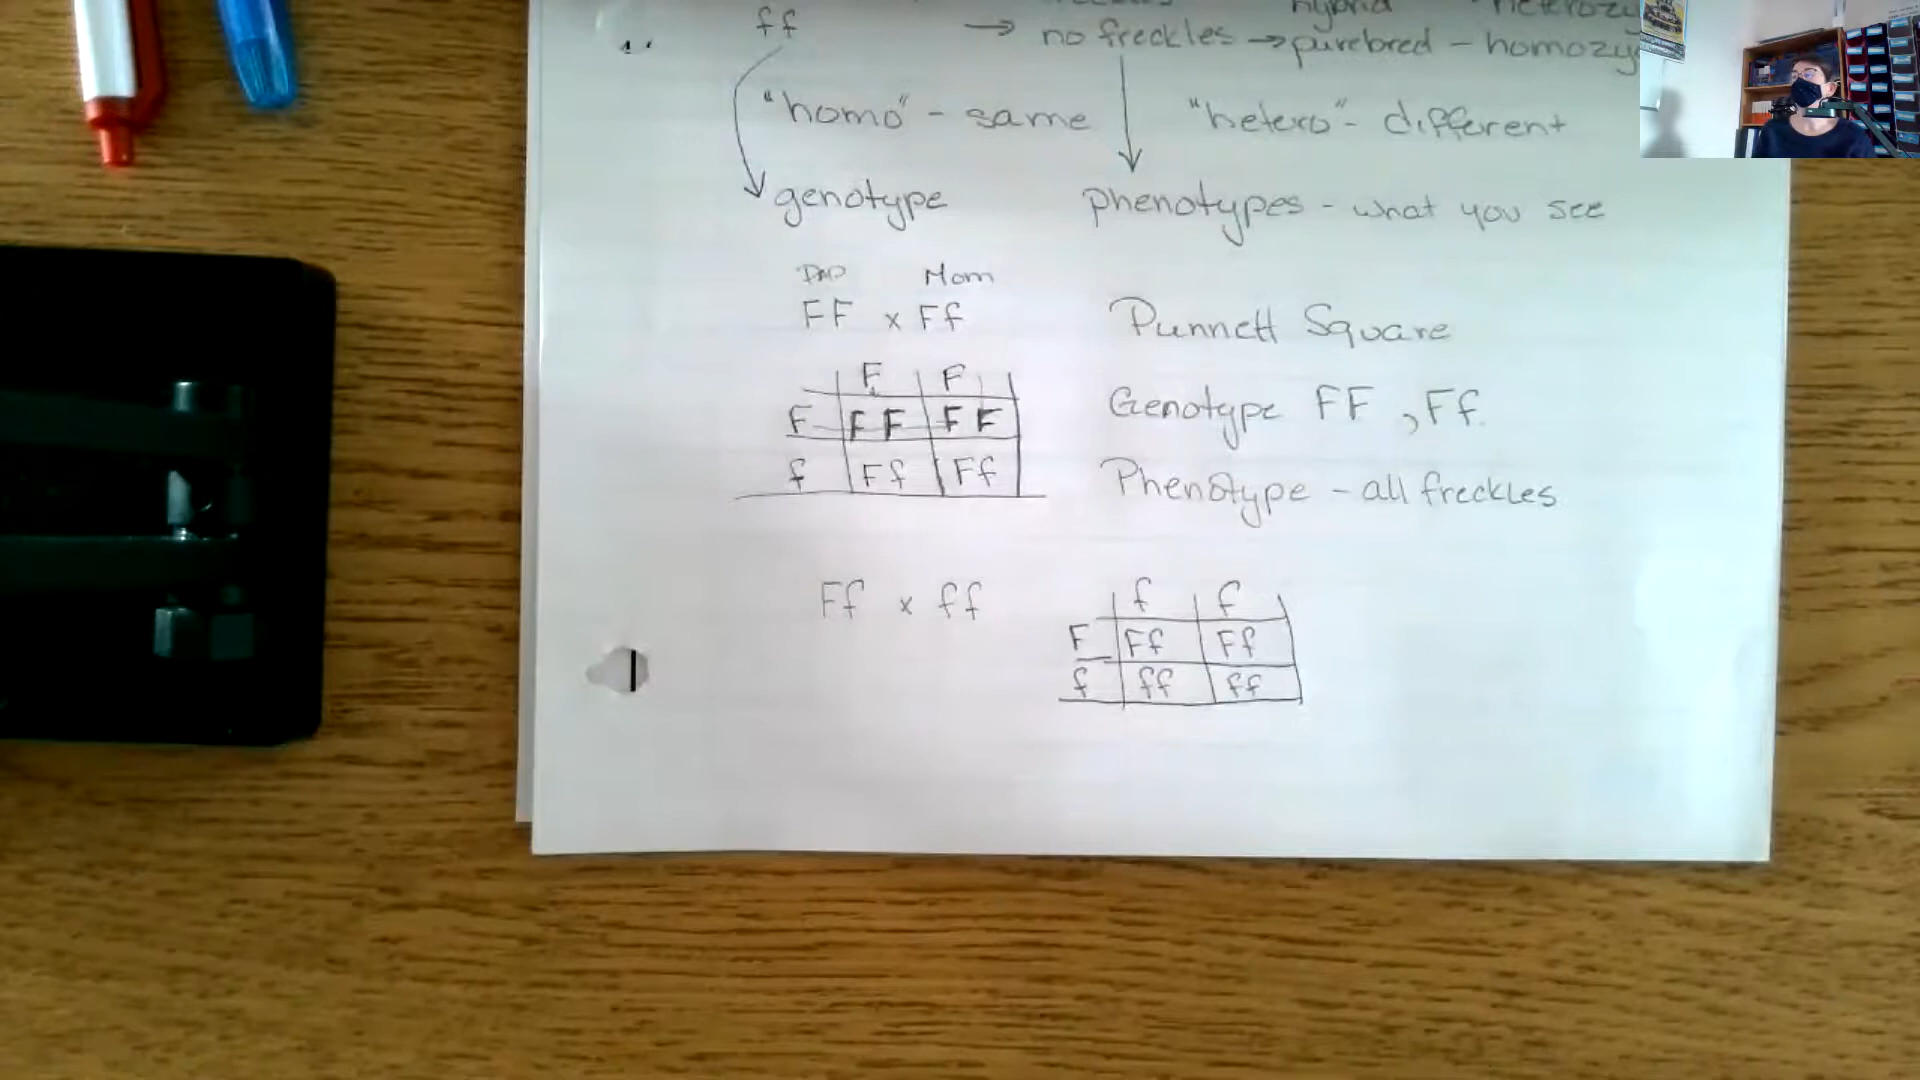 ff
→ no freckles → purebred - homozy
"homo" - same "hetero" - different
genotype phenotypes - what you see
DAD Mom
FF x Ff Punnett Square
F F
F FF FF Genotype FF , Ff.
f Ff Ff Phenotype - all freckles
Ff x ff
f f
F Ff Ff
f ff ff